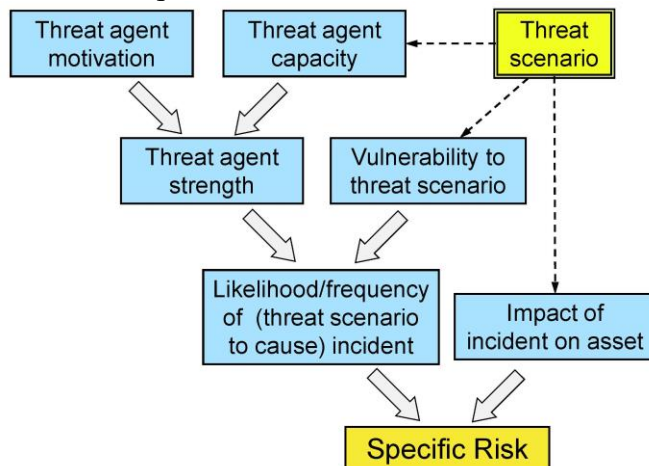 Threat agent
motivation
Threat agent
capacity
Threat
scenario
Threat agent
strength
Vulnerability to
threat scenario
Likelihood/frequency
of (threat scenario
to cause) incident
Impact of
incident on asset
Specific Risk